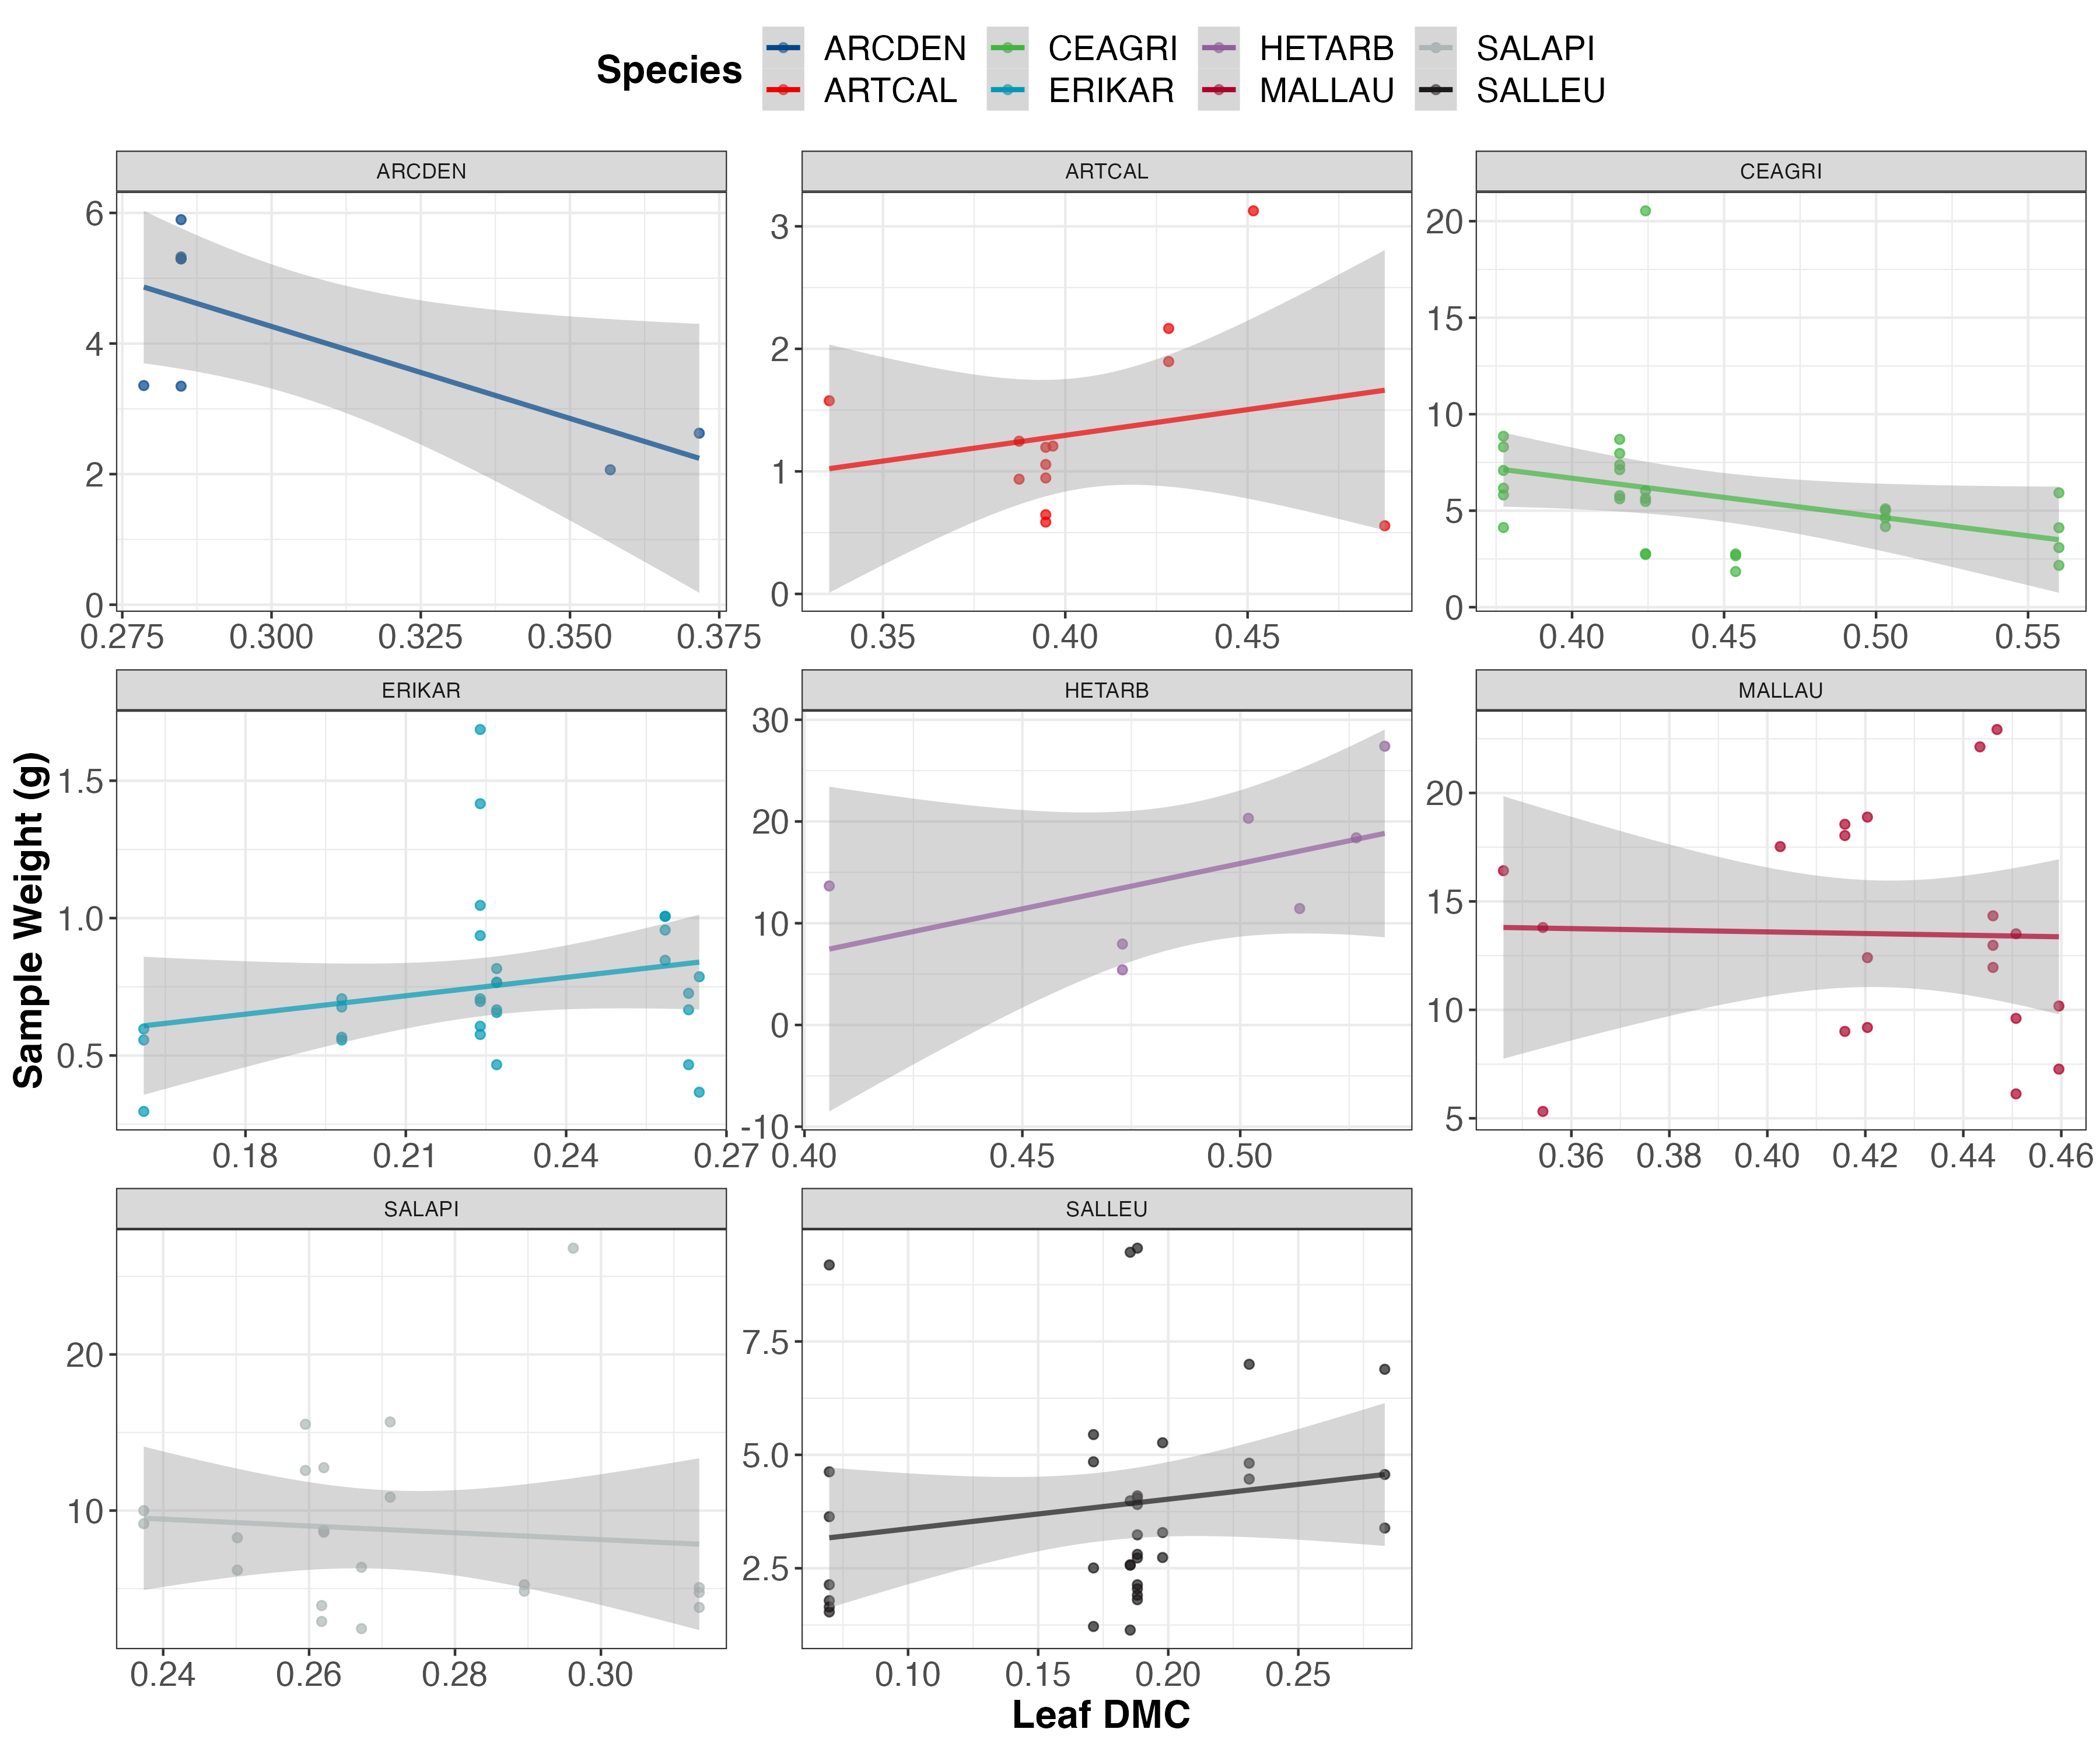 Species
ARCDEN CEAGRI HETARB SALAPI
ARTCAL ERIKAR MALLAU SALLEU
ARCDEN
6
4
2
0
0.275 0.300 0.325 0.350 0.375
ARTCAL
3
2
1
0
0.35 0.40 0.45
CEAGRI
20
15
10
5
0
0.40 0.45 0.50 0.55
Sample Weight (g)
ERIKAR
1.5
1.0
0.5
0.18 0.21 0.24 0.27
HETARB
30
20
10
0
-10
0.40 0.45 0.50
MALLAU
20
15
10
5
0.36 0.38 0.40 0.42 0.44 0.46
SALAPI
20
10
0.24 0.26 0.28 0.30
SALLEU
7.5
5.0
2.5
0.10 0.15 0.20 0.25
Leaf DMC